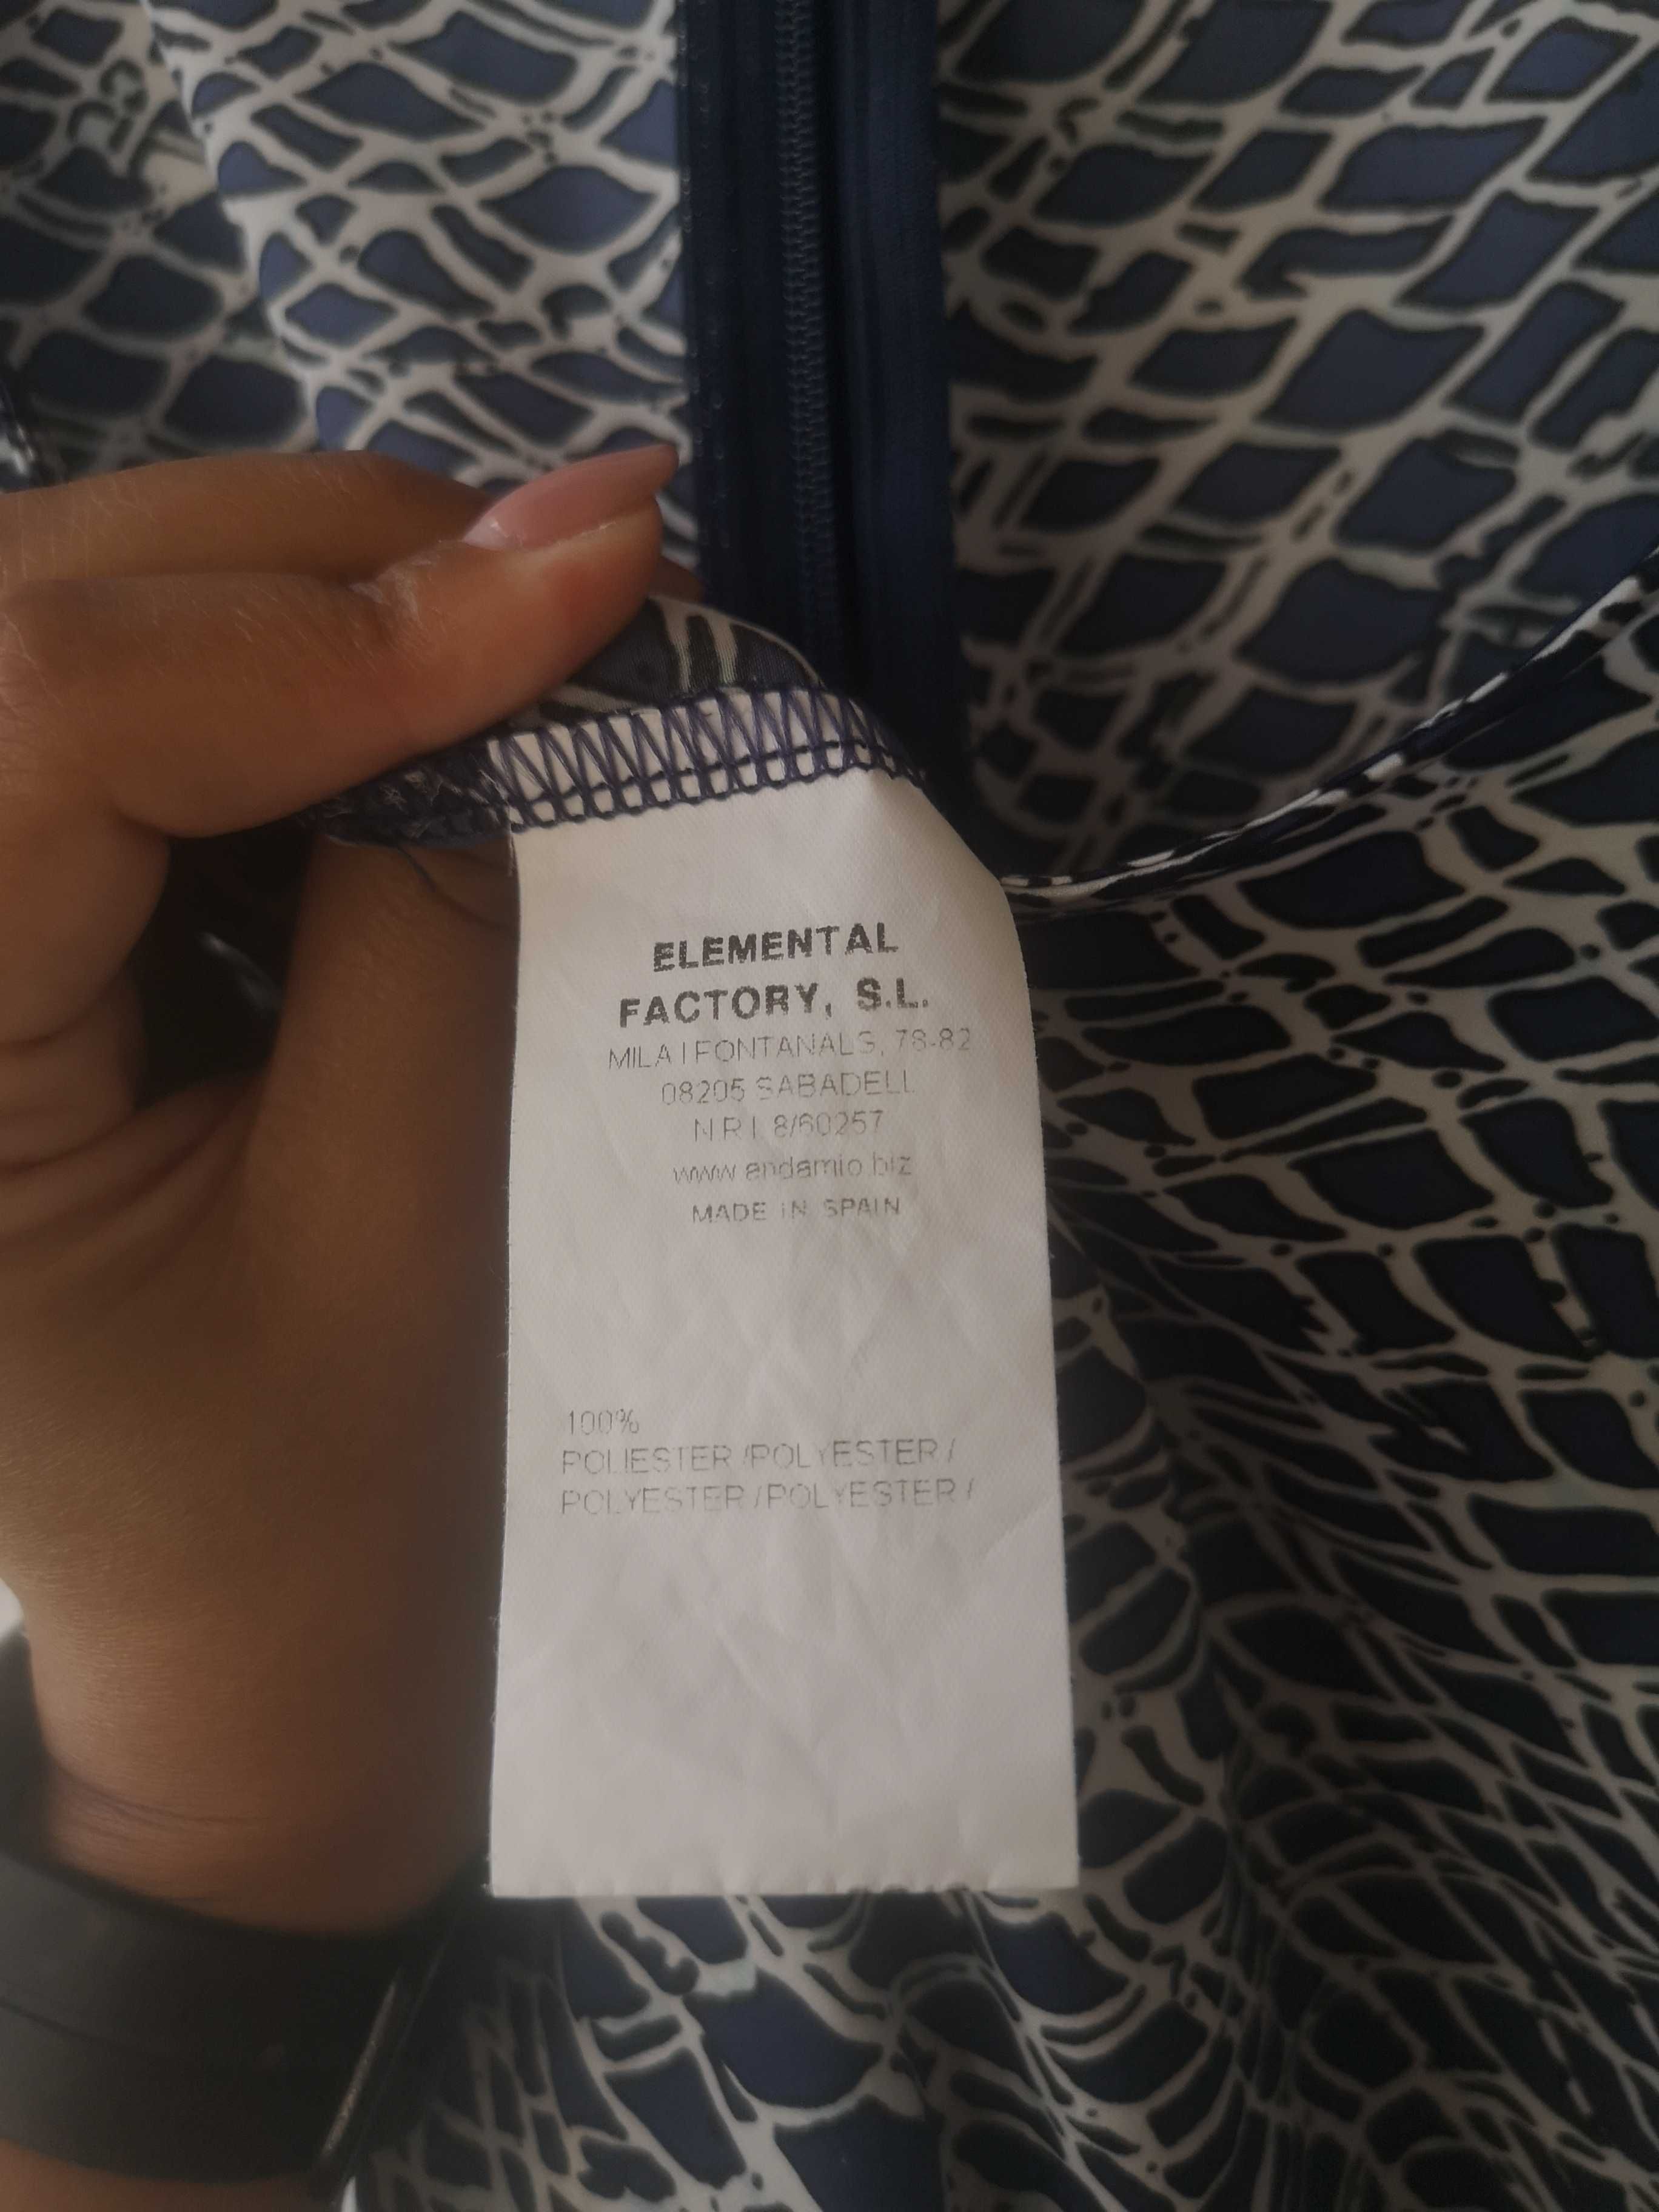 ELEMENTAL
FACTORY, S.L.
MILA I FONTANALS, 78-82
08205 SABADELL
N.R.I. 8/60257
www.andamio.biz
MADE IN SPAIN
100%
POLIESTER /POLYESTER /
POLYESTER /POLYESTER /